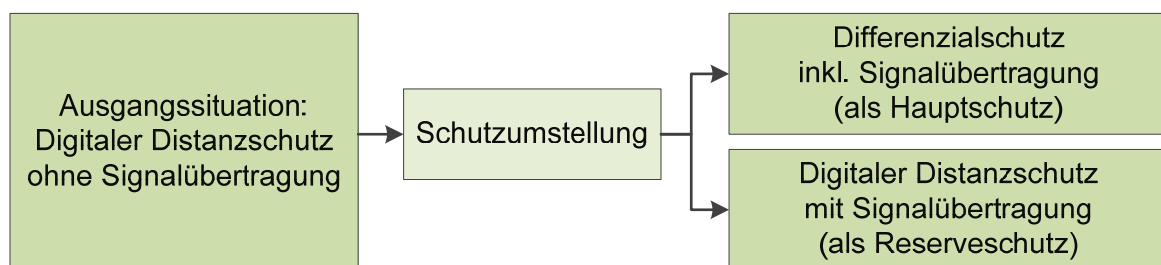 Ausgangssituation:
Digitaler Distanzschutz
ohne Signalübertragung
Schutzumstellung
Differenzialschutz
inkl. Signalübertragung
(als Hauptschutz)
Digitaler Distanzschutz
mit Signalübertragung
(als Reserveschutz)